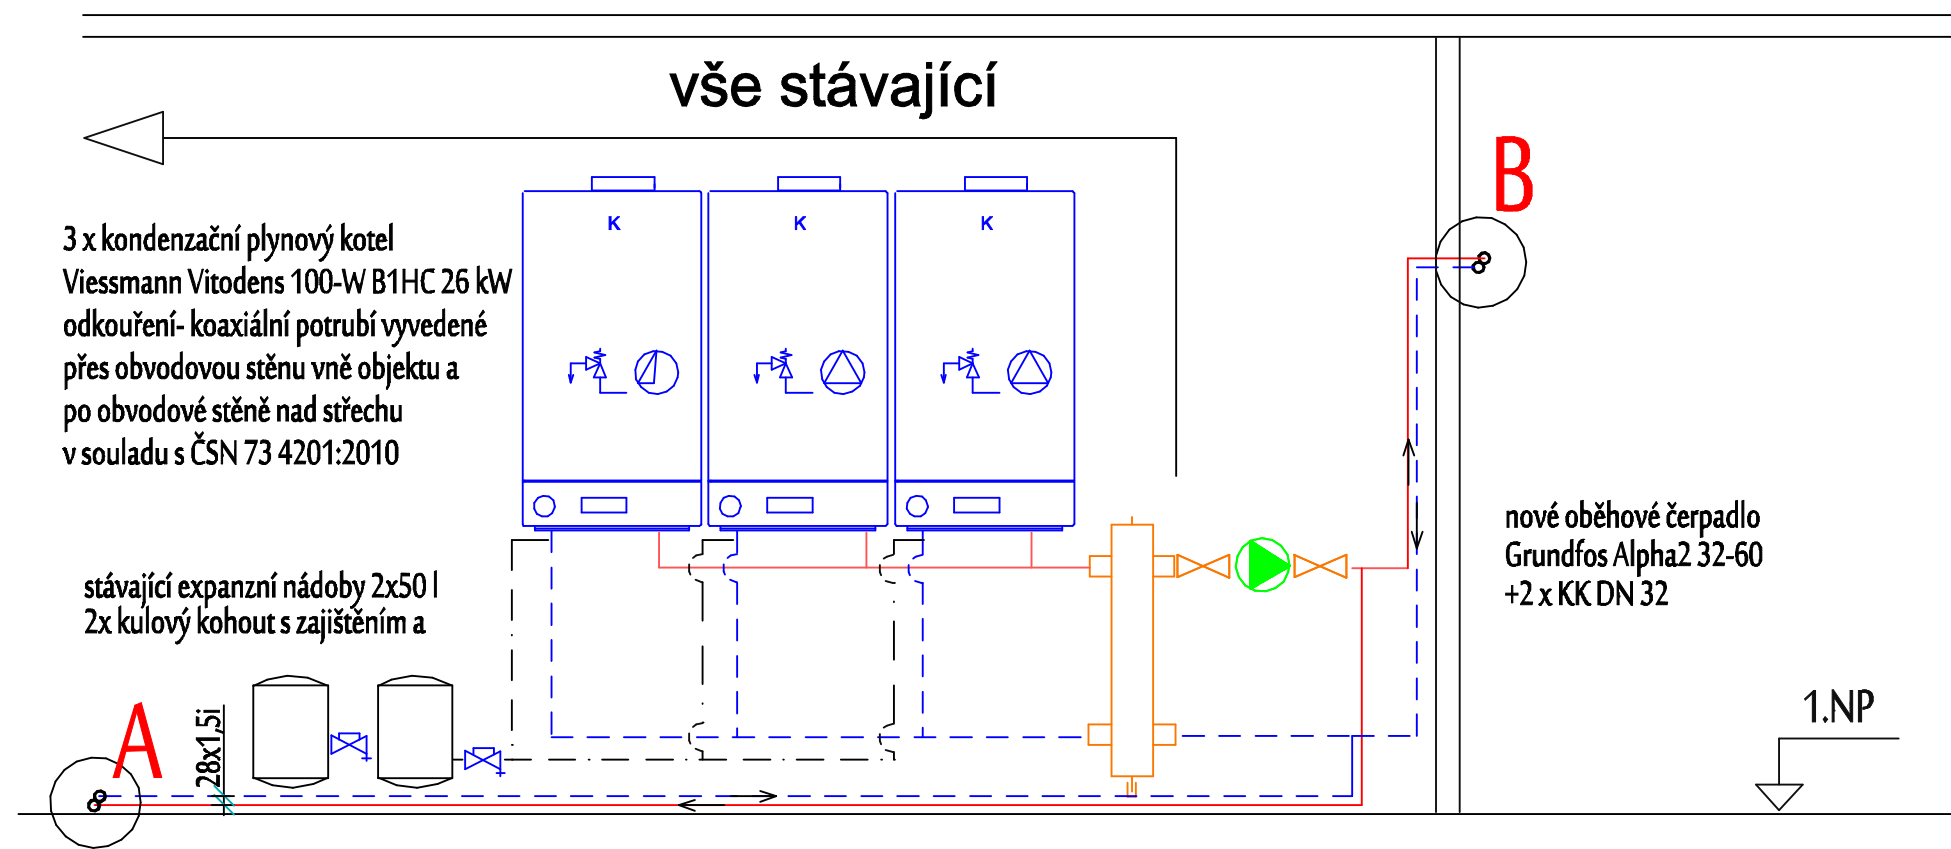 vše stávající
B
K
K
K
3 x kondenzační plynový kotel
Viessmann Vitodens 100-W B1HC 26 kW
odkouření- koaxiální potrubí vyvedené
přes obvodovou stěnu vně objektu a
po obvodové stěně nad střechu
v souladu s ČSN 73 4201:2010
nové oběhové čerpadlo
Grundfos Alpha2 32-60
+2 x KK DN 32
stávající expanzní nádoby 2x50 l
2x kulový kohout s zajištěním a
A
28x1,5i
1.NP